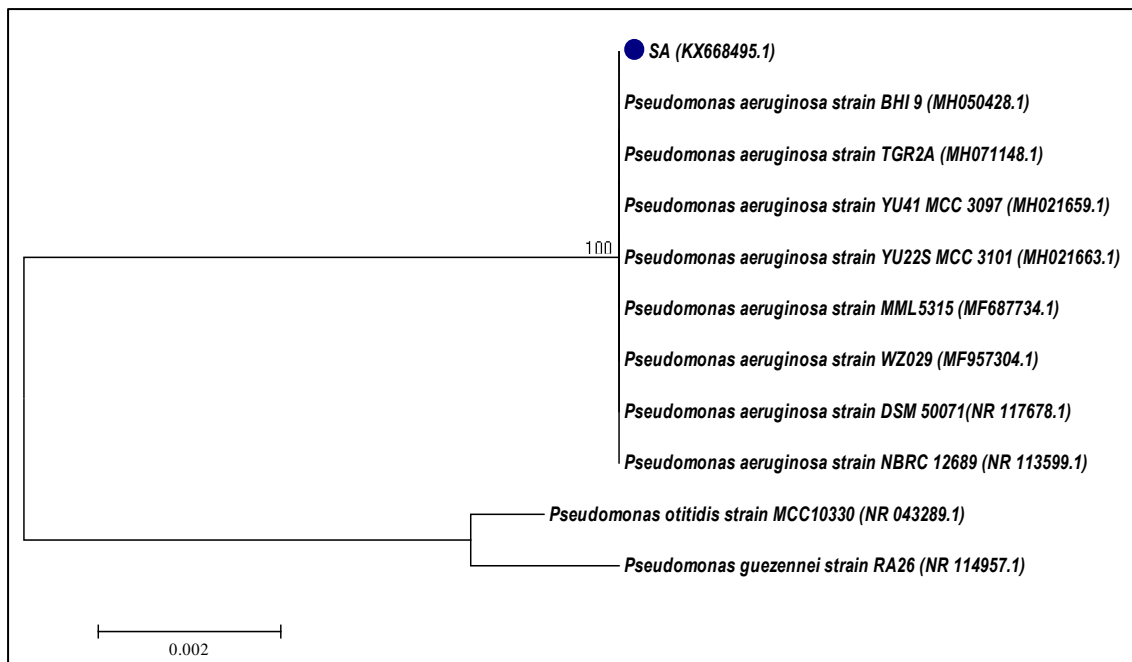 SA (KX668495.1)
Pseudomonas aeruginosa strain BHI 9 (MH050428.1)
Pseudomonas aeruginosa strain TGR2A (MH071148.1)
Pseudomonas aeruginosa strain YU41 MCC 3097 (MH021659.1)
100
Pseudomonas aeruginosa strain YU22S MCC 3101 (MH021663.1)
Pseudomonas aeruginosa strain MML5315 (MF687734.1)
Pseudomonas aeruginosa strain WZ029 (MF957304.1)
Pseudomonas aeruginosa strain DSM 50071(NR 117678.1)
Pseudomonas aeruginosa strain NBRC 12689 (NR 113599.1)
Pseudomonas otitidis strain MCC10330 (NR 043289.1)
Pseudomonas guezennei strain RA26 (NR 114957.1)
0.002